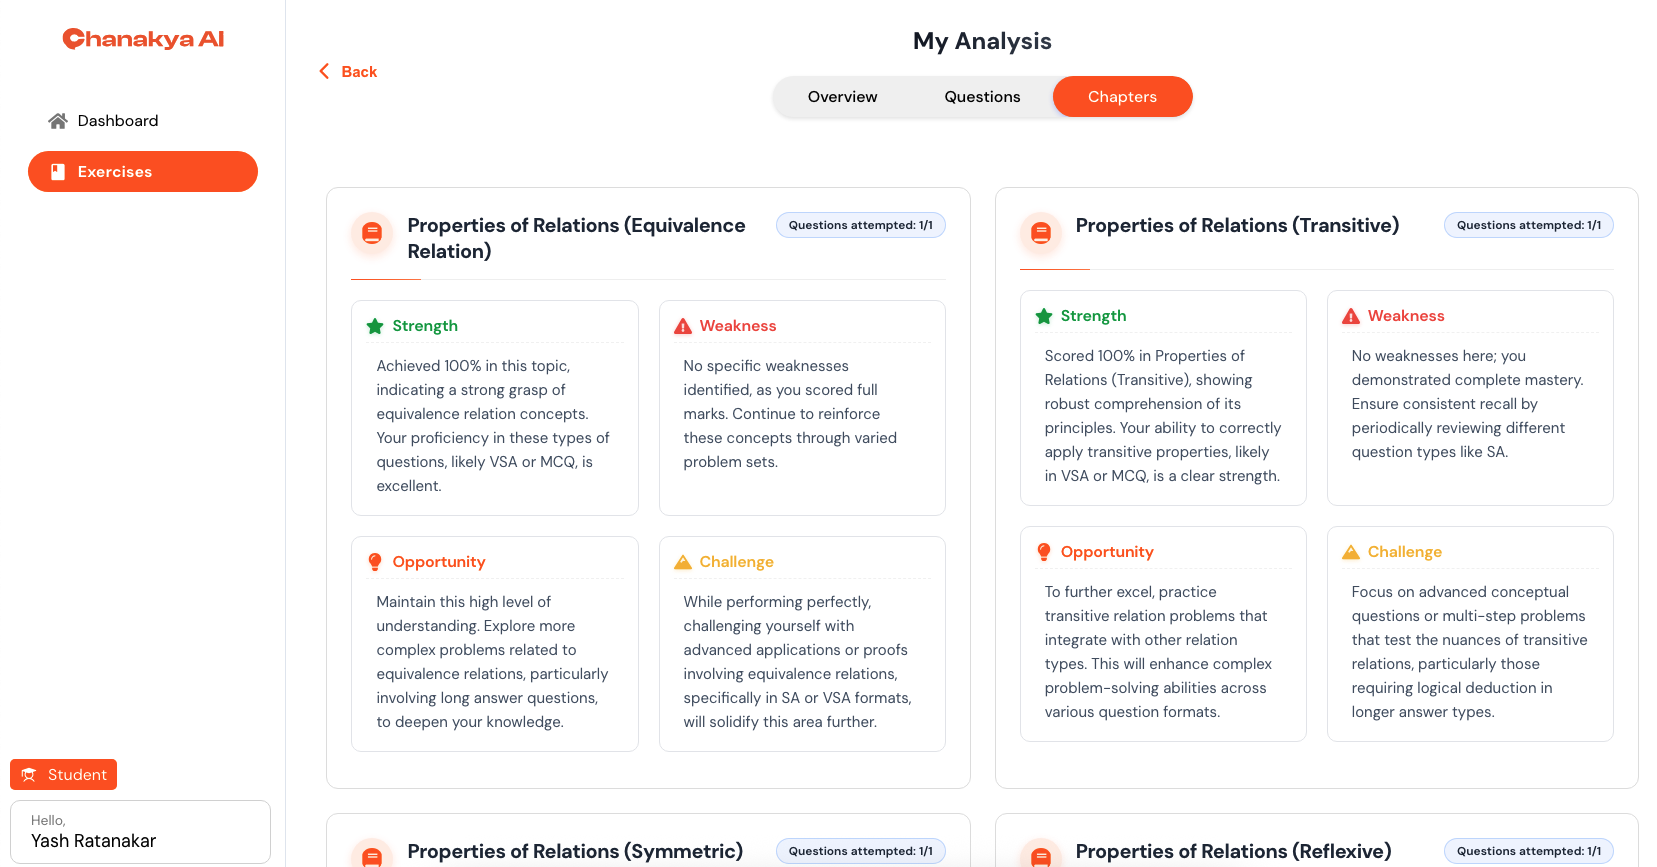 Chanakya AI
Dashboard
Exercises
Student
Hello,
Yash Ratanakar
My Analysis
Back
Overview
Questions
Chapters
Properties of Relations (Equivalence
Relation)
Questions attempted: 1/1
Strength
Achieved 100% in this topic,
indicating a strong grasp of
equivalence relation concepts.
Your proficiency in these types of
questions, likely VSA or MCQ, is
excellent.
Weakness
No specific weaknesses
identified, as you scored full
marks. Continue to reinforce
these concepts through varied
problem sets.
Opportunity
Maintain this high level of
understanding. Explore more
complex problems related to
equivalence relations, particularly
involving long answer questions,
to deepen your knowledge.
Challenge
While performing perfectly,
challenging yourself with
advanced applications or proofs
involving equivalence relations,
specifically in SA or VSA formats,
will solidify this area further.
Properties of Relations (Transitive)
Questions attempted: 1/1
Strength
Scored 100% in Properties of
Relations (Transitive), showing
robust comprehension of its
principles. Your ability to correctly
apply transitive properties, likely
in VSA or MCQ, is a clear strength.
Weakness
No weaknesses here; you
demonstrated complete mastery.
Ensure consistent recall by
periodically reviewing different
question types like SA.
Opportunity
To further excel, practice
transitive relation problems that
integrate with other relation
types. This will enhance complex
problem-solving abilities across
various question formats.
Challenge
Focus on advanced conceptual
questions or multi-step problems
that test the nuances of transitive
relations, particularly those
requiring logical deduction in
longer answer types.
Properties of Relations (Symmetric)
Questions attempted: 1/1
Properties of Relations (Reflexive)
Questions attempted: 1/1